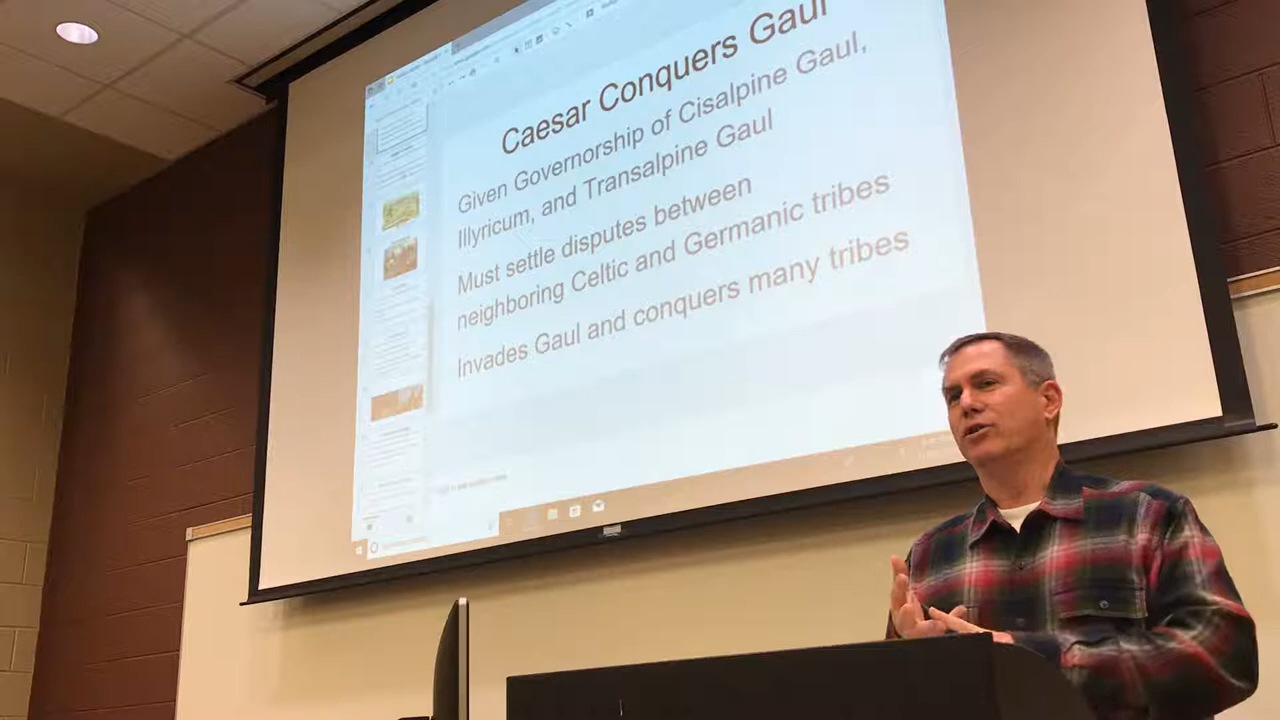 Caesar Conquers Gaul
Given Governorship of Cisalpine Gaul,
Illyricum, and Transalpine Gaul
Must settle disputes between
neighboring Celtic and Germanic tribes
Invades Gaul and conquers many tribes